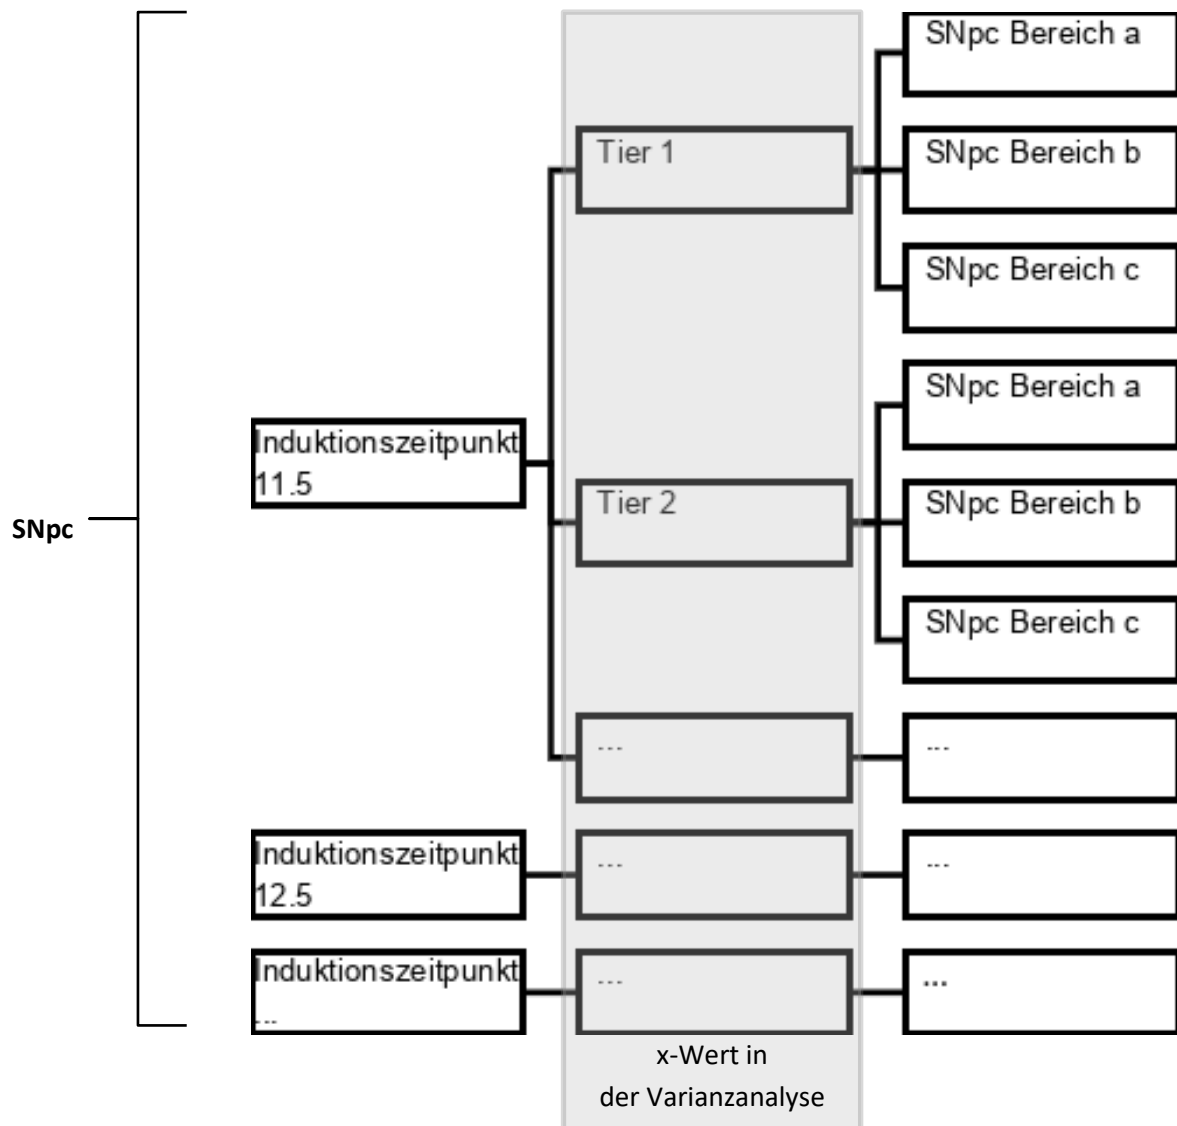 SNpc
Induktionszeitpunkt
11.5
Tier 1
SNpc Bereich a
SNpc Bereich b
SNpc Bereich c
Tier 2
SNpc Bereich a
SNpc Bereich b
SNpc Bereich c
...
...
Induktionszeitpunkt
12.5
...
...
Induktionszeitpunkt
...
...
...
x-Wert in
der Varianzanalyse